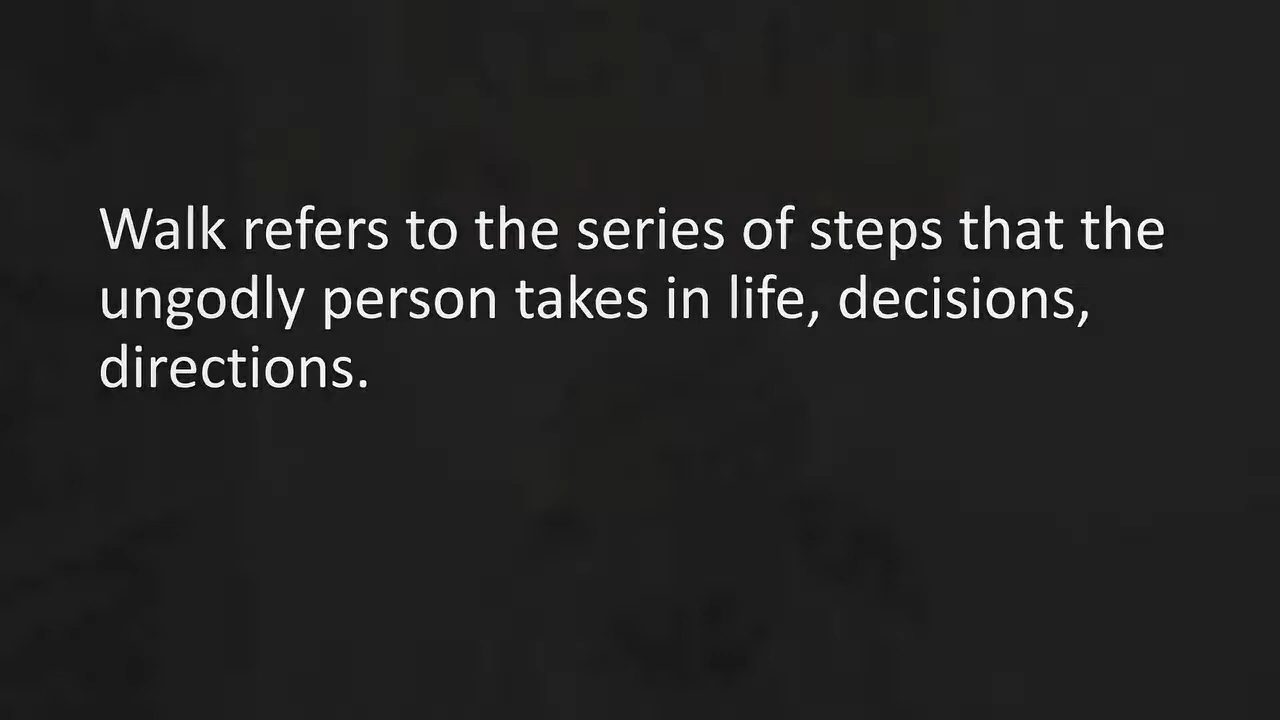 Walk refers to the series of steps that the
ungodly person takes in life, decisions,
directions.